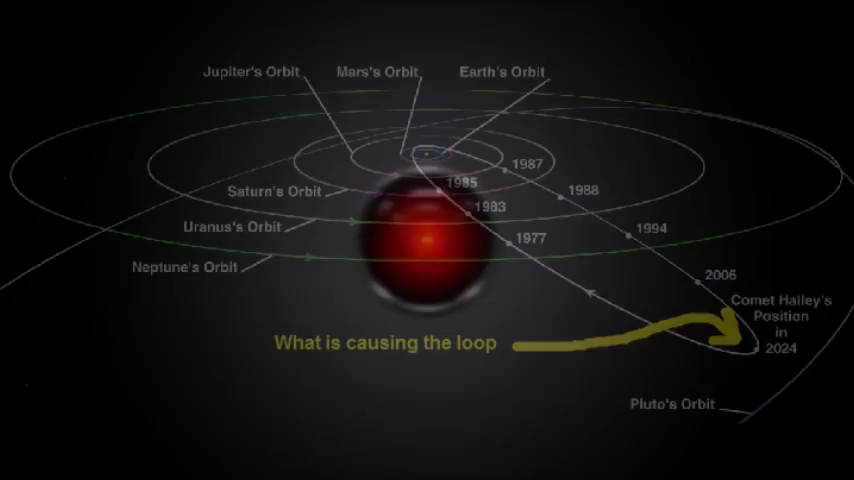 Jupiter's Orbit
Mars's Orbit
Earth's Orbit
1987
1985
Saturn's Orbit
1988
1983
Uranus's Orbit
1994
1977
Neptune's Orbit
2005
Comet Halley's
Position
in
2024
What is causing the loop
Pluto's Orbit